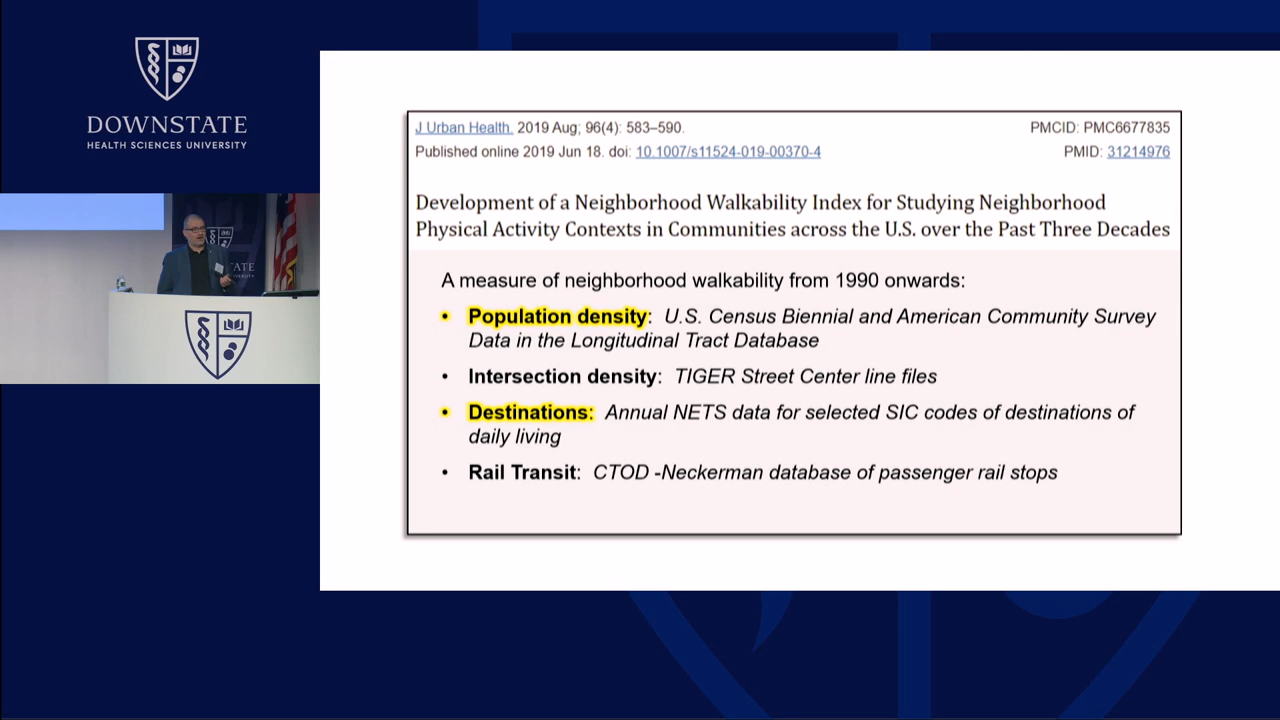 DOWNSTATE
HEALTH SCIENCES UNIVERSITY
J Urban Health. 2019 Aug; 96(4): 583–590.
PMCID: PMC6677835
Published online 2019 Jun 18. doi: 10.1007/s11524-019-00370-4
PMID: 31214976
Development of a Neighborhood Walkability Index for Studying Neighborhood
Physical Activity Contexts in Communities across the U.S. over the Past Three Decades
A measure of neighborhood walkability from 1990 onwards:
• Population density: U.S. Census Biennial and American Community Survey
Data in the Longitudinal Tract Database
• Intersection density: TIGER Street Center line files
• Destinations: Annual NETS data for selected SIC codes of destinations of
daily living
• Rail Transit: CTOD -Neckerman database of passenger rail stops